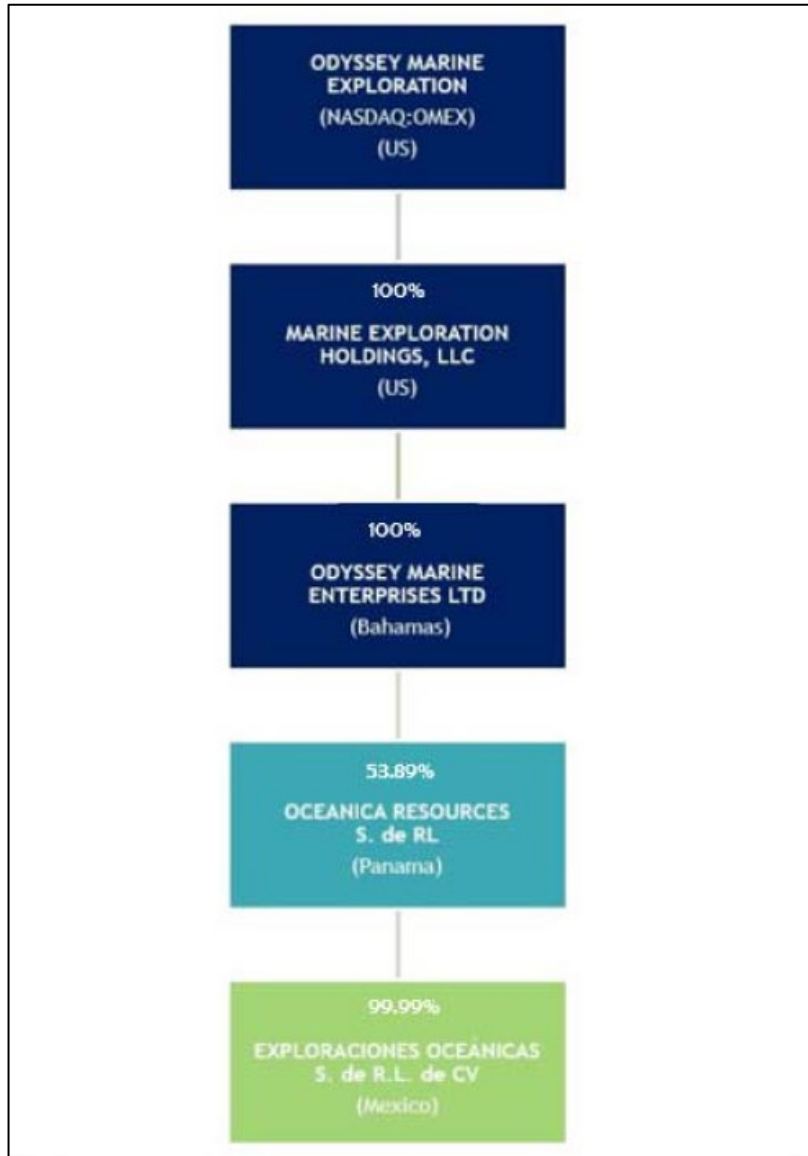 ODYSSEY MARINE
EXPLORATION
(NASDAQ:OMEX)
(US)
100%
MARINE EXPLORATION
HOLDINGS, LLC
(US)
100%
ODYSSEY MARINE
ENTERPRISES LTD
(Bahamas)
53.89%
OCEANICA RESOURCES
S. de RL
(Panama)
99.99%
EXPLORACIONES OCEÁNICAS
S. de R.L. de CV
(Mexico)